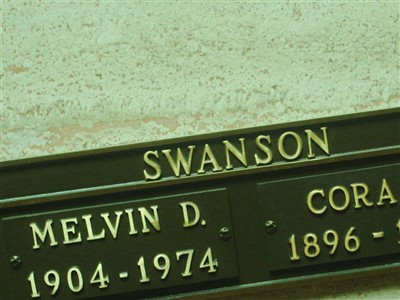 SWANSON
MELVIN D.
1904 - 1974
CORA
1896 -